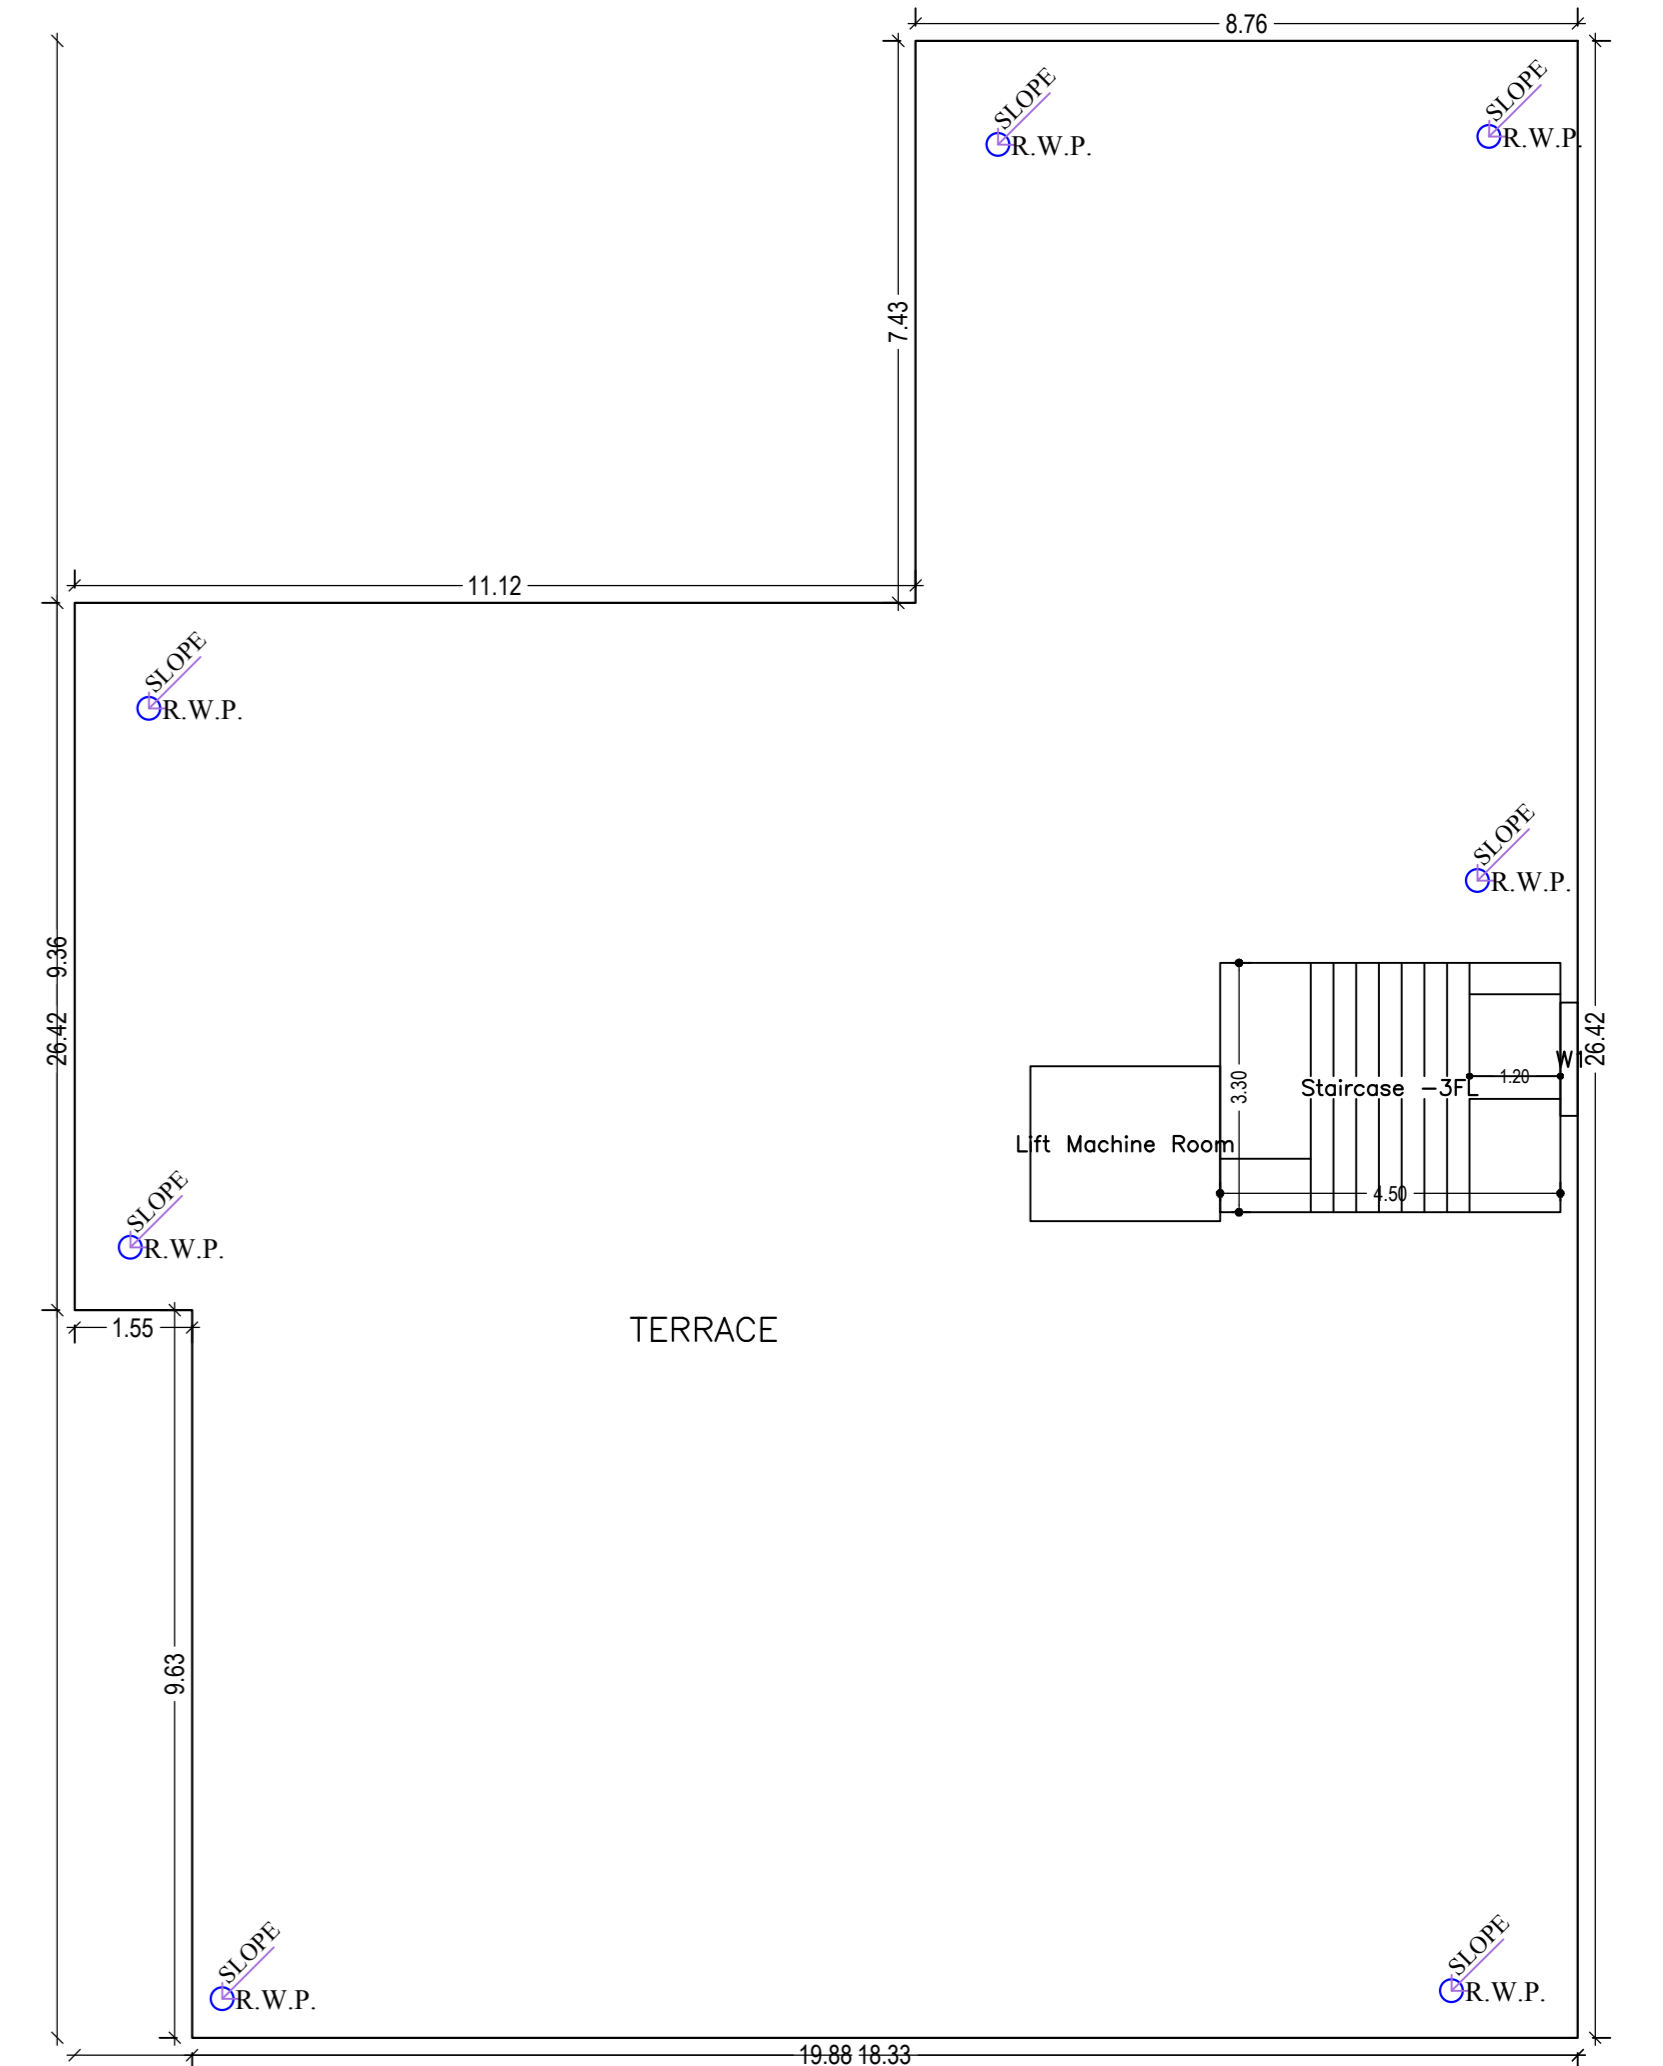 8.76
SLOPE
R.W.P.
SLOPE
R.W.P.
7.43
11.12
SLOPE
R.W.P.
SLOPE
R.W.P.
9.36
26.42
26.42
W1
3.30
Staircase -3FL
1.20
Lift Machine Room
4.50
SLOPE
R.W.P.
1.55
TERRACE
9.63
SLOPE
R.W.P.
SLOPE
R.W.P.
19.88 18.33